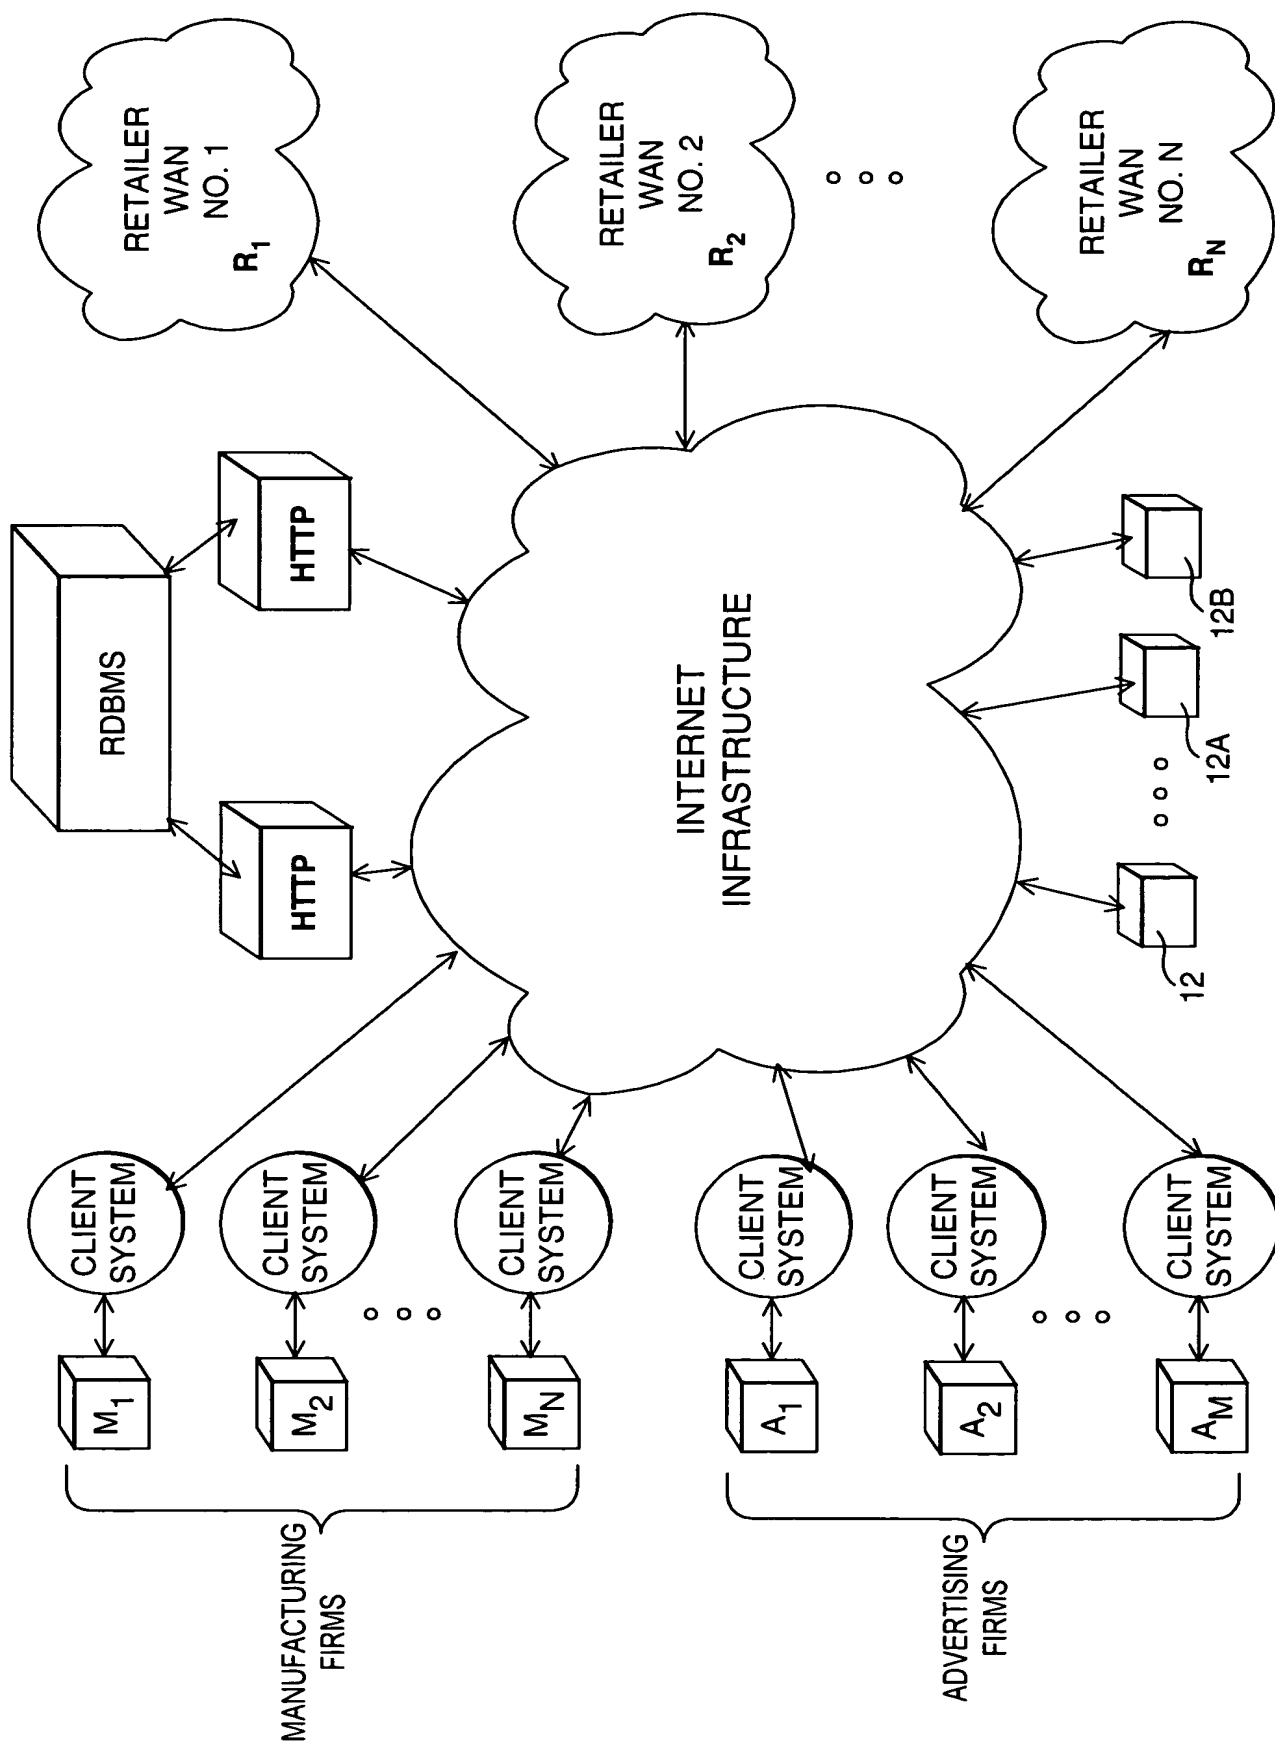 MANUFACTURING
FIRMS
M1
M2
MN
CLIENT
SYSTEM
CLIENT
SYSTEM
CLIENT
SYSTEM
ADVERTISING
FIRMS
A1
A2
AM
CLIENT
SYSTEM
CLIENT
SYSTEM
CLIENT
SYSTEM
RDBMS
HTTP
HTTP
INTERNET
INFRASTRUCTURE
12
12A
12B
RETAILER
WAN
NO. 1
R1
RETAILER
WAN
NO. 2
R2
RETAILER
WAN
NO. N
RN